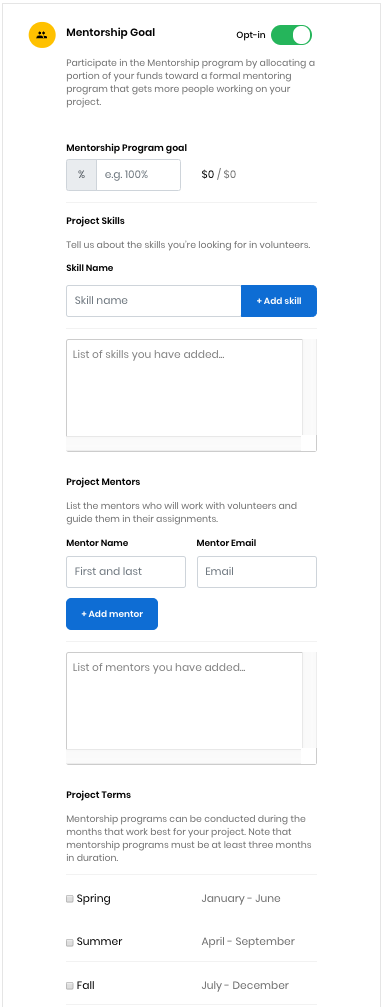 Mentorship Goal
Opt-in
Participate in the Mentorship program by allocating a
portion of your funds toward a formal mentoring
program that gets more people working on your
project.
Mentorship Program goal
% e.g. 100% $0 / $0
Project Skills
Tell us about the skills you're looking for in volunteers.
Skill Name
Skill name
+ Add skill
List of skills you have added...
Project Mentors
List the mentors who will work with volunteers and
guide them in their assignments.
Mentor Name Mentor Email
First and last Email
+ Add mentor
List of mentors you have added...
Project Terms
Mentorship programs can be conducted during the
months that work best for your project. Note that
mentorship programs must be at least three months
in duration.
Spring January - June
Summer April - September
Fall July - December